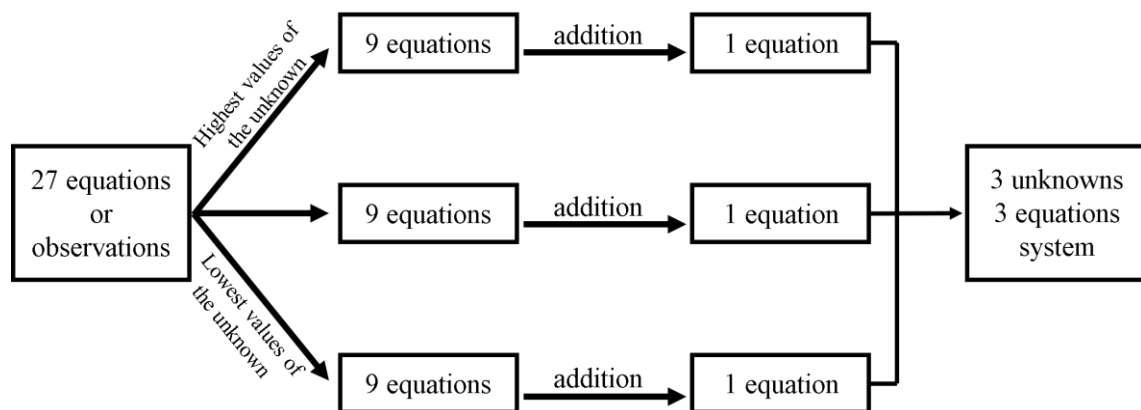 27 equations
or
observations
Highest values of
the unknown
Lowest values of
the unknown
9 equations
addition
1 equation
9 equations
addition
1 equation
9 equations
addition
1 equation
3 unknowns
3 equations
system